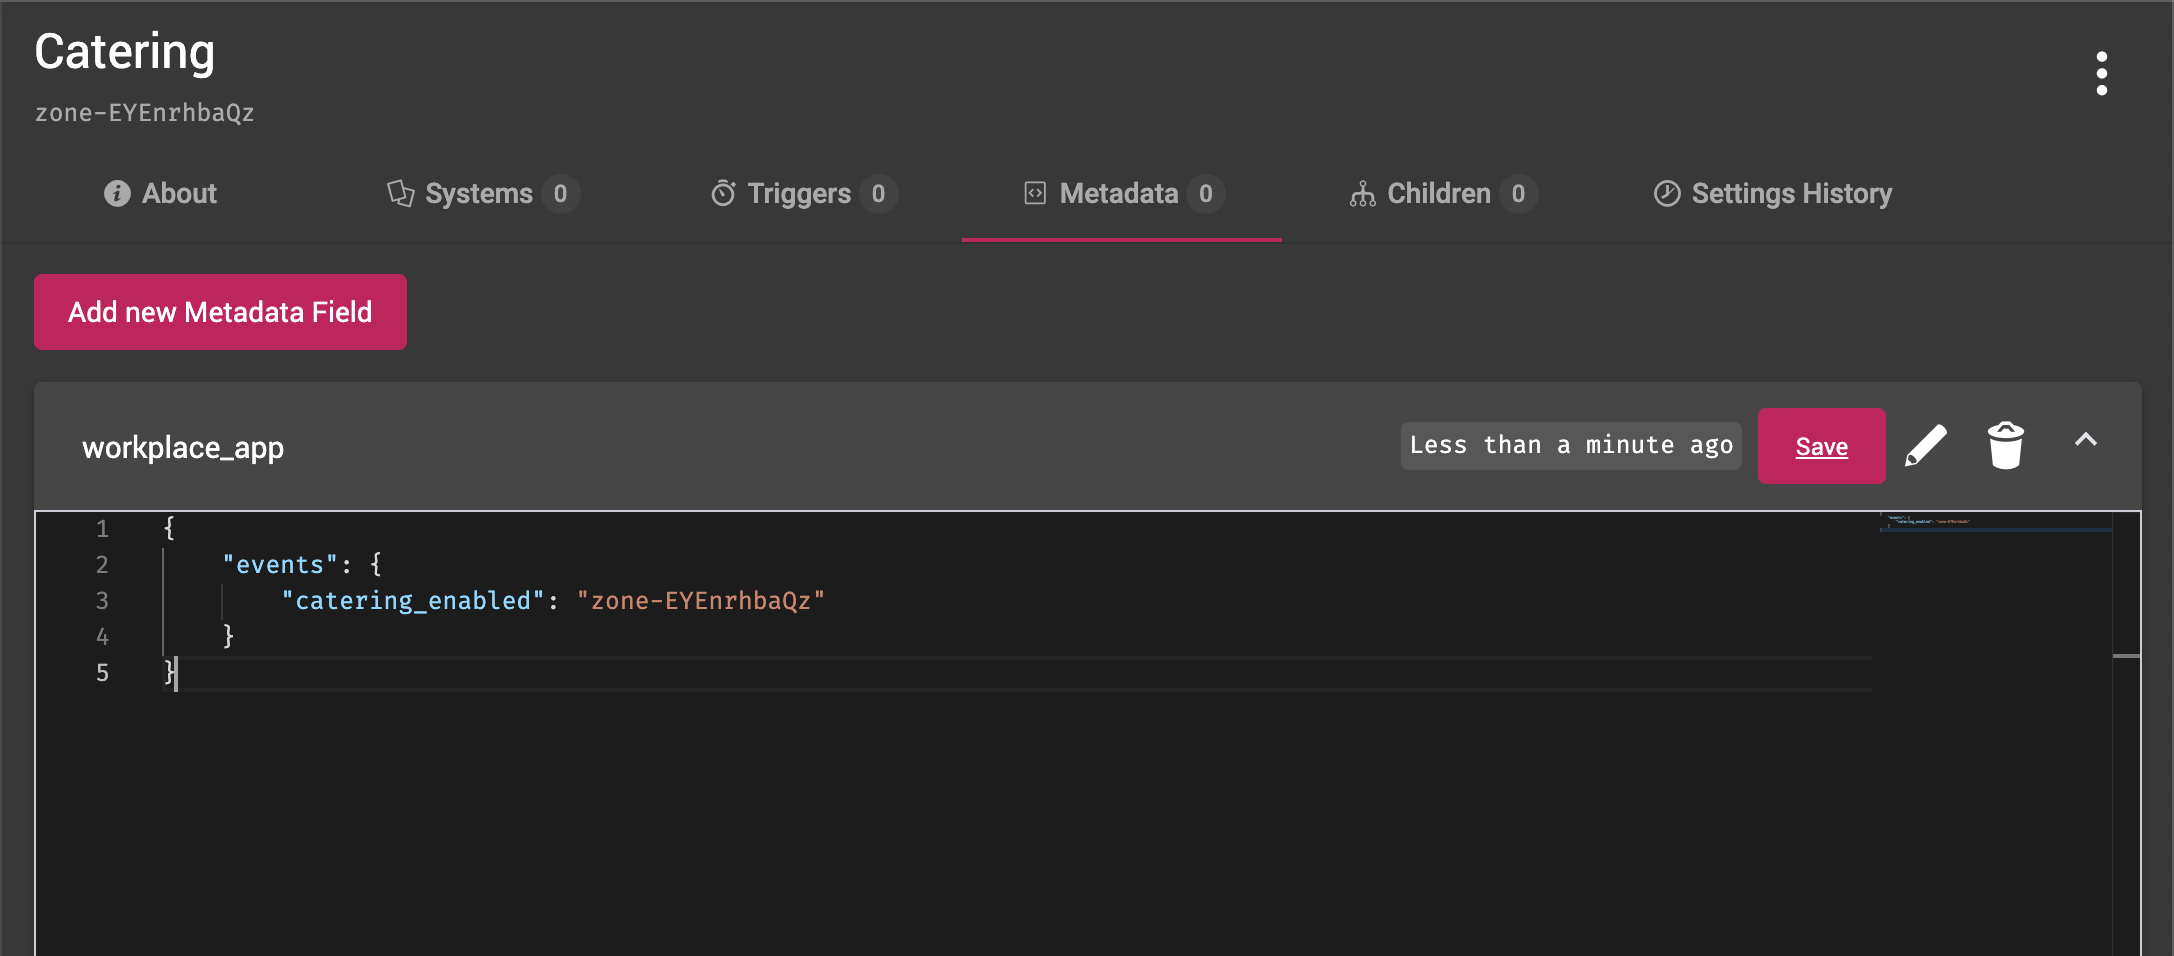 Catering
zone-EYEnrhbaQz
About Systems 0 Triggers 0 Metadata 0 Children 0 Settings History
Add new Metadata Field
workplace_app Less than a minute ago Save
1 {
2 "events": {
3 "catering_enabled": "zone-EYEnrhbaQz"
4 }
5 }